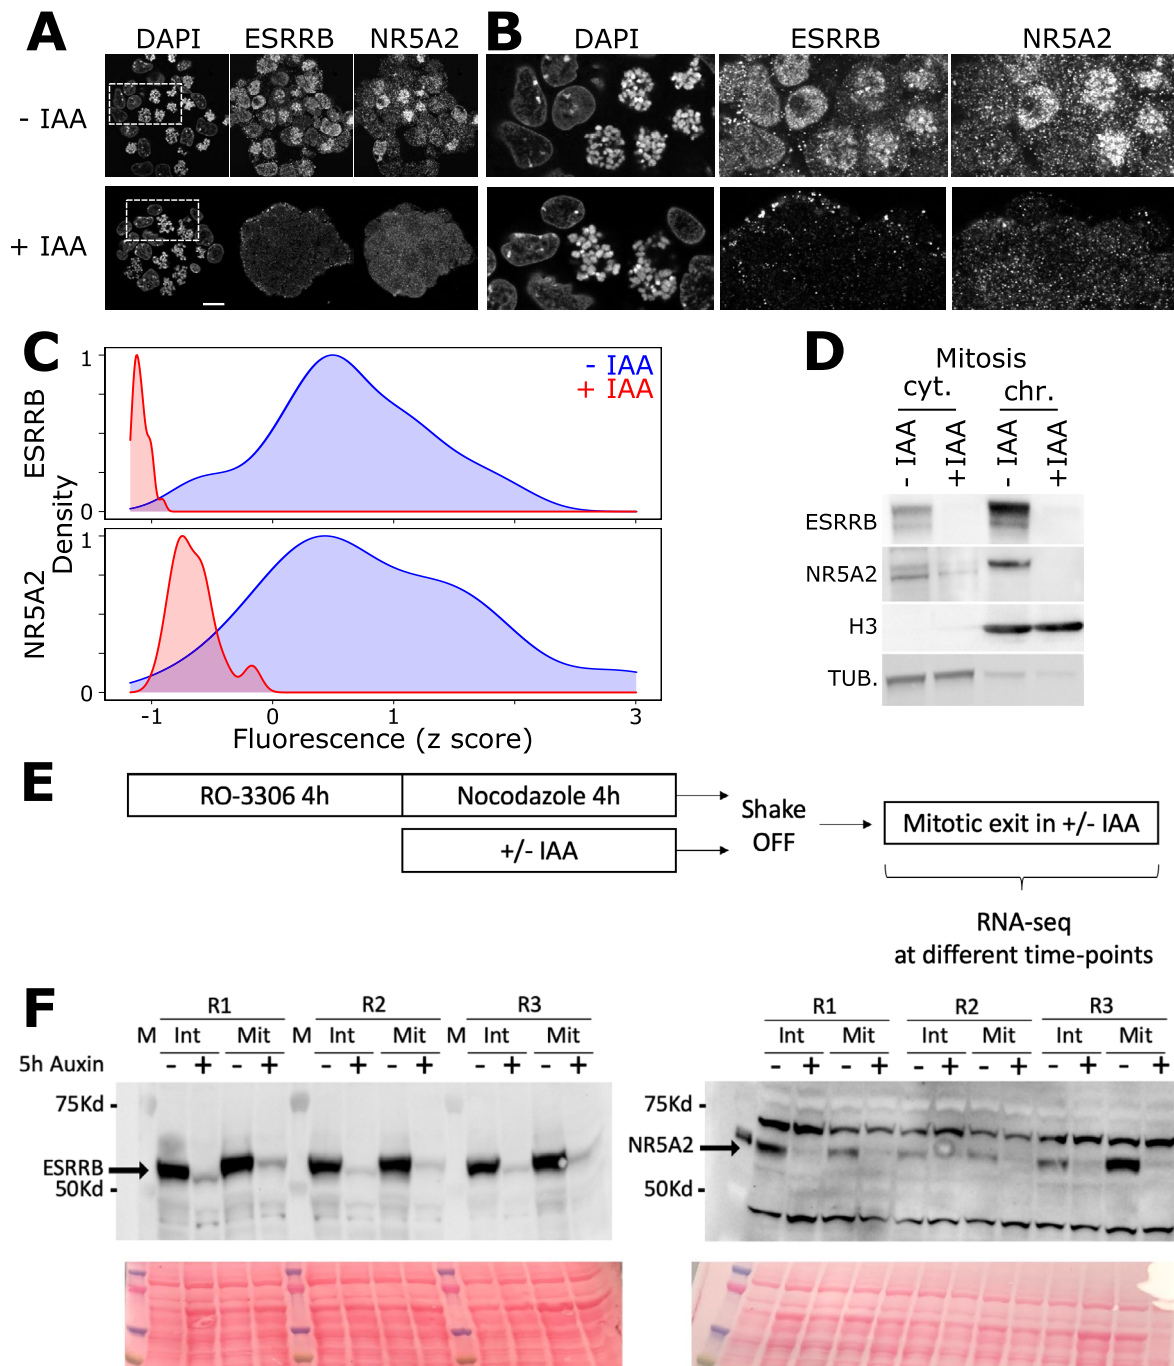 A
DAPI ESRRB NR5A2
- IAA
+ IAA
B
DAPI ESRRB NR5A2
C
- IAA
+ IAA
ESRRB
NR5A2
Density
1
0
1
0
-1 0 1 3
Fluorescence (z score)
D
Mitosis
cyt. chr.
- IAA +IAA - IAA +IAA
ESRRB
NR5A2
H3
TUB.
E
RO-3306 4h Nocodazole 4h
+/- IAA
Shake
OFF
Mitotic exit in +/- IAA
RNA-seq
at different time-points
F
R1 R2 R3
M Int Mit M Int Mit M Int Mit
5h Auxin - + - + - + - + - + - +
75Kd -
ESRRB
50Kd -
R1 R2 R3
Int Mit Int Mit Int Mit
- + - + - + - + - + - +
75Kd -
NR5A2
50Kd -